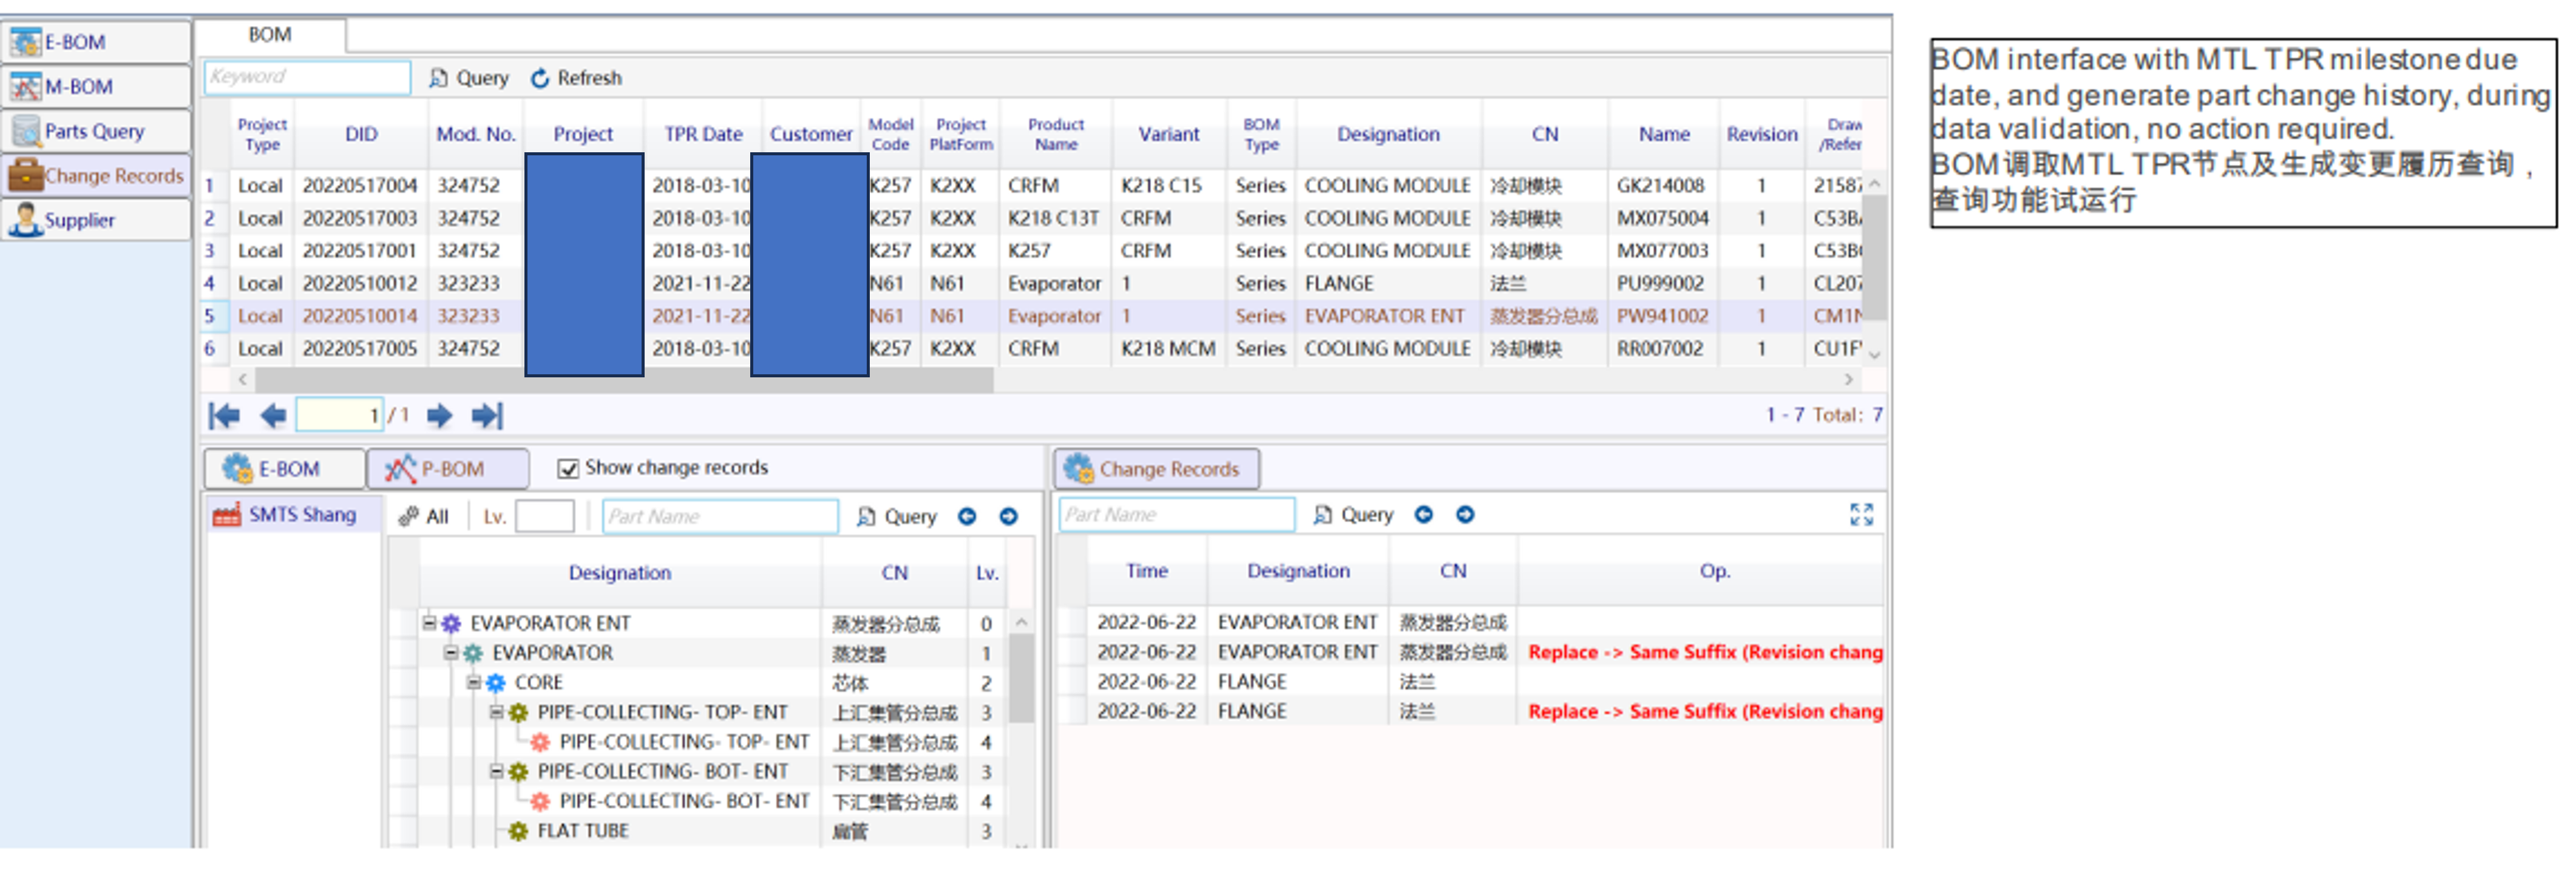 E-BOM
M-BOM
Parts Query
Change Records
Supplier
BOM
Keyword Query Refresh
Project Type DID Mod. No. Project TPR Date Customer Model Code Project PlatForm Product Name Variant BOM Type Designation CN Name Revision Draw /Refer
1 Local 20220517004 324752 2018-03-10 K257 K2XX CRFM K218 C15 Series COOLING MODULE 冷却模块 GK214008 1 21587
2 Local 20220517003 324752 2018-03-10 K257 K2XX K218 C13T CRFM Series COOLING MODULE 冷却模块 MX075004 1 C53B
3 Local 20220517001 324752 2018-03-10 K257 K2XX K257 CRFM Series COOLING MODULE 冷却模块 MX077003 1 C53B
4 Local 20220510012 323233 2021-11-22 N61 N61 Evaporator 1 Series FLANGE 法兰 PU999002 1 CL207
5 Local 20220510014 323233 2021-11-22 N61 N61 Evaporator 1 Series EVAPORATOR ENT 蒸发器分总成 PW941002 1 CM1
6 Local 20220517005 324752 2018-03-10 K257 K2XX CRFM K218 MCM Series COOLING MODULE 冷却模块 RR007002 1 CU1F
1 / 1 1 - 7 Total: 7
E-BOM P-BOM Show change records
SMTS Shang All Lv. Part Name Query
Designation CN Lv.
EVAPORATOR ENT 蒸发器分总成 0
EVAPORATOR 蒸发器 1
CORE 芯体 2
PIPE-COLLECTING- TOP- ENT 上汇集管分总成 3
PIPE-COLLECTING- TOP- ENT 上汇集管分总成 4
PIPE-COLLECTING- BOT- ENT 下汇集管分总成 3
PIPE-COLLECTING- BOT- ENT 下汇集管分总成 4
FLAT TUBE 扁管 3
Change Records
Part Name Query
Time Designation CN Op.
2022-06-22 EVAPORATOR ENT 蒸发器分总成
2022-06-22 EVAPORATOR ENT 蒸发器分总成 Replace -> Same Suffix (Revision chang
2022-06-22 FLANGE 法兰
2022-06-22 FLANGE 法兰 Replace -> Same Suffix (Revision chang
BOM interface with MTL TPR milestone due
date, and generate part change history, during
data validation, no action required.
BOM调取MTL TPR节点及生成变更履历查询，
查询功能试运行